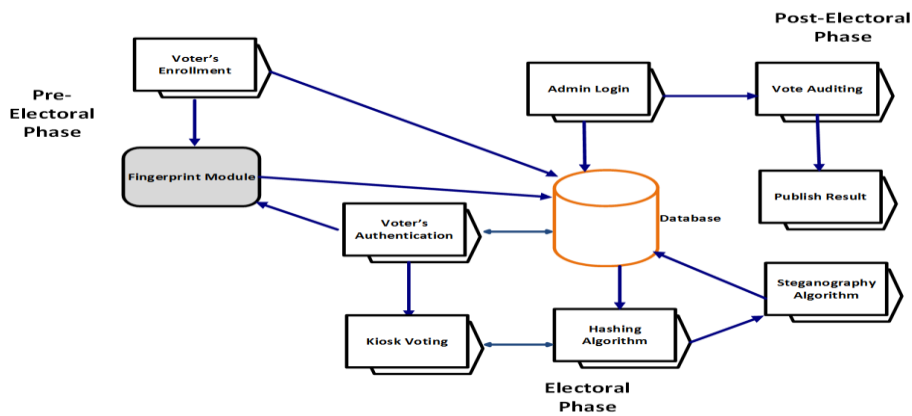 Post-Electoral
Phase
Voter's
Enrollment
Pre-
Electoral
Phase
Admin Login
Vote Auditing
Fingerprint Module
Publish Result
Voter's
Authentication
Database
Steganography
Algorithm
Kiosk Voting
Hashing
Algorithm
Electoral
Phase